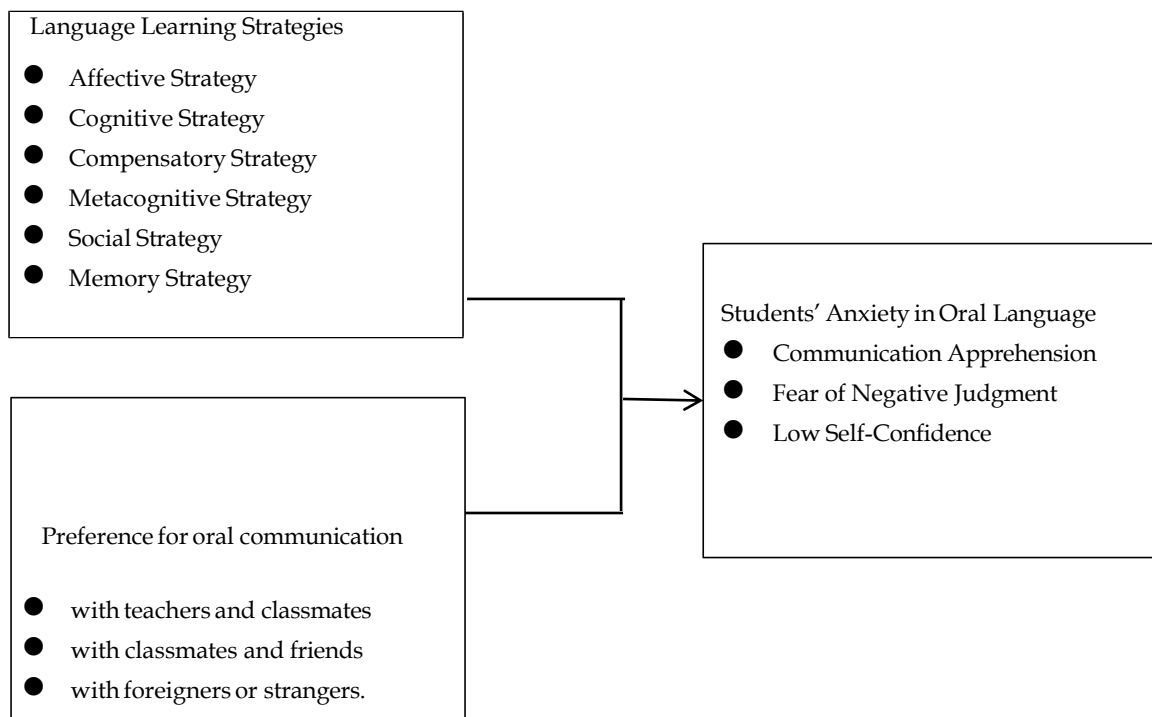 Language Learning Strategies
● Affective Strategy
● Cognitive Strategy
● Compensatory Strategy
● Metacognitive Strategy
● Social Strategy
● Memory Strategy
Preference for oral communication
● with teachers and classmates
● with classmates and friends
● with foreigners or strangers.
Students’ Anxiety in Oral Language
● Communication Apprehension
● Fear of Negative Judgment
● Low Self-Confidence